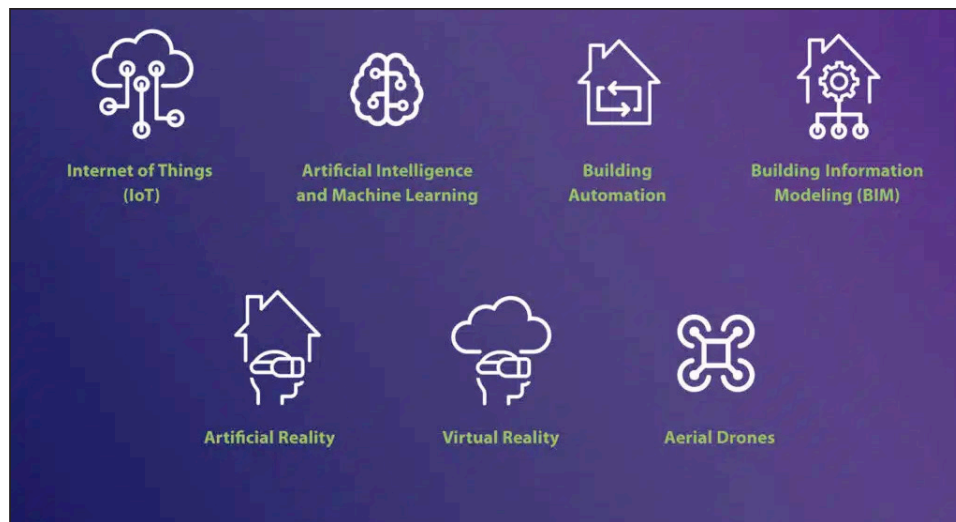 Internet of Things
(IoT)
Artificial Intelligence
and Machine Learning
Building
Automation
Building Information
Modeling (BIM)
Artificial Reality
Virtual Reality
Aerial Drones